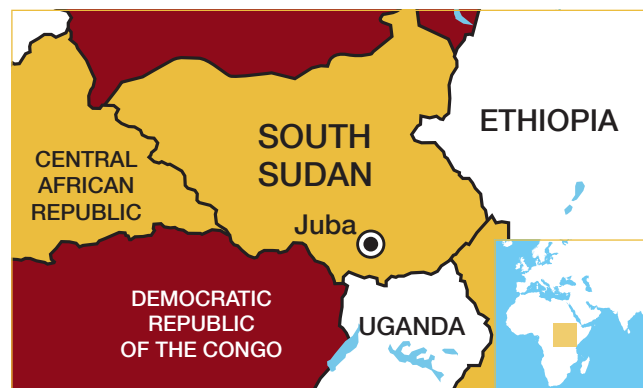 SOUTH
SUDAN
ETHIOPIA
CENTRAL
AFRICAN
REPUBLIC
Juba
DEMOCRATIC
REPUBLIC
OF THE CONGO
UGANDA